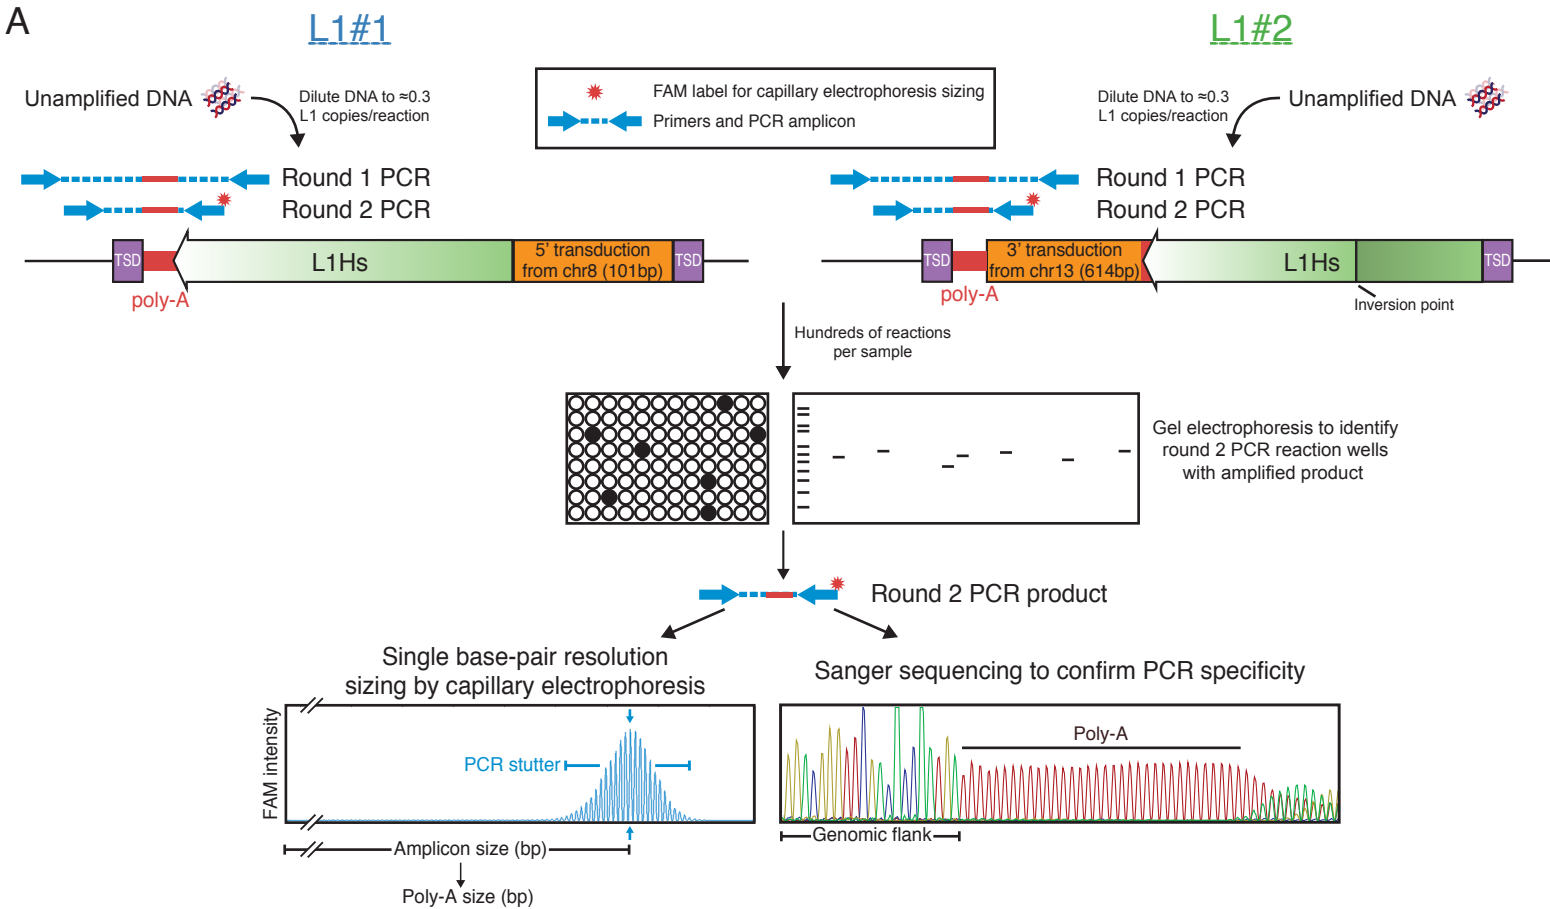 A
L1#1
L1#2
Unamplified DNA
Dilute DNA to ≈0.3
L1 copies/reaction
FAM label for capillary electrophoresis sizing
Primers and PCR amplicon
Dilute DNA to ≈0.3
L1 copies/reaction
Unamplified DNA
Round 1 PCR
Round 2 PCR
Round 1 PCR
Round 2 PCR
TSD
L1Hs
5’ transduction
from chr8 (101bp)
TSD
poly-A
TSD
3’ transduction
from chr13 (614bp)
L1Hs
TSD
poly-A
Inversion point
Hundreds of reactions
per sample
Gel electrophoresis to identify
round 2 PCR reaction wells
with amplified product
Round 2 PCR product
Single base-pair resolution
sizing by capillary electrophoresis
Sanger sequencing to confirm PCR specificity
FAM intensity
PCR stutter
Poly-A
Genomic flank
Amplicon size (bp)
Poly-A size (bp)